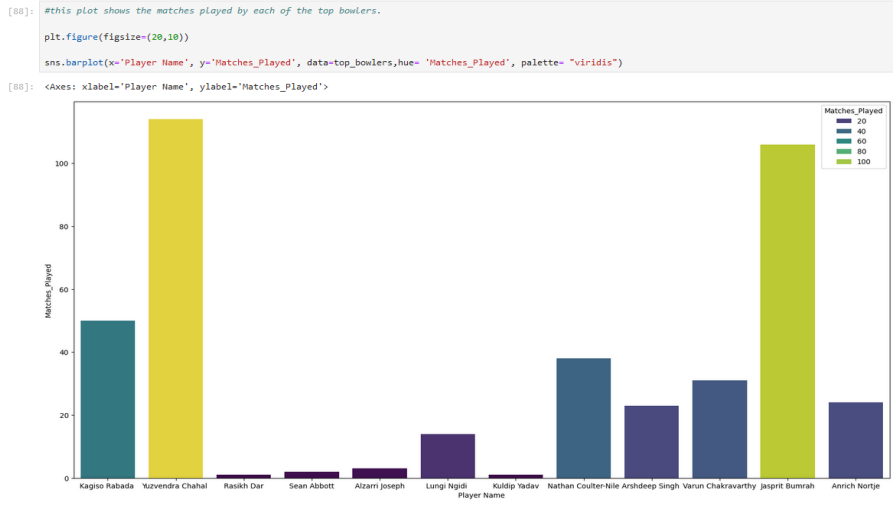 [88]: #this plot shows the matches played by each of the top bowlers.
plt.figure(figsize=(20,10))
sns.barplot(x='Player Name', y='Matches_Played', data=top_bowlers,hue= 'Matches_Played', palette= "viridis")
[88]: <Axes: xlabel='Player Name', ylabel='Matches_Played'>
Matches_Played
20
40
60
80
100
100
80
60
40
20
0
Matches_Played
Kagiso Rabada Yuzvendra Chahal Rasikh Dar Sean Abbott Alzarri Joseph Lungi Ngidi Kuldip Yadav Nathan Coulter-Nile Arshdeep Singh Varun Chakravarthy Jasprit Bumrah Anrich Nortje
Player Name